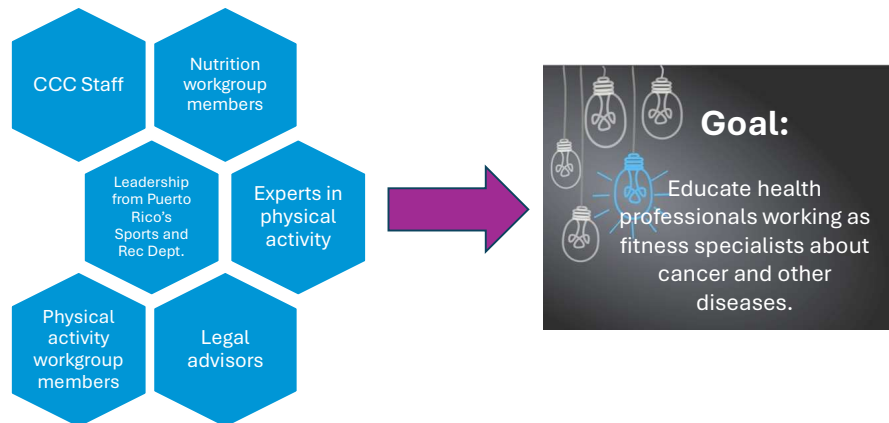 CCC Staff
Nutrition
workgroup
members
Leadership
from Puerto
Rico's
Sports and
Rec Dept.
Experts in
physical
activity
Physical
activity
workgroup
members
Legal
advisors
Goal:
Educate health
professionals working as
fitness specialists about
cancer and other
diseases.